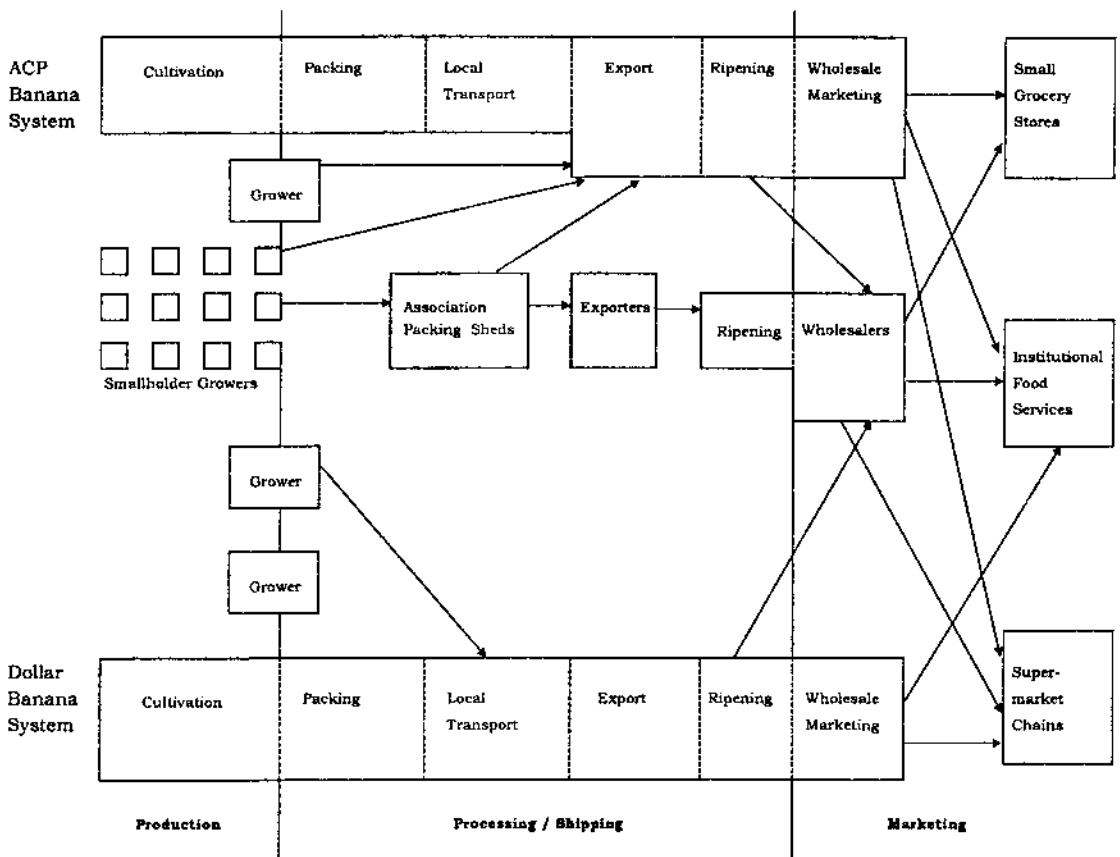 ACP
Banana
System
Cultivation
Packing
Local
Transport
Export
Ripening
Wholesale
Marketing
Small
Grocery
Stores
Grower
Smallholder Growers
Association
Packing Sheds
Exporters
Ripening
Wholesalers
Institutional
Food
Services
Grower
Grower
Dollar
Banana
System
Cultivation
Packing
Local
Transport
Export
Ripening
Wholesale
Marketing
Super-
market
Chains
Production
Processing / Shipping
Marketing